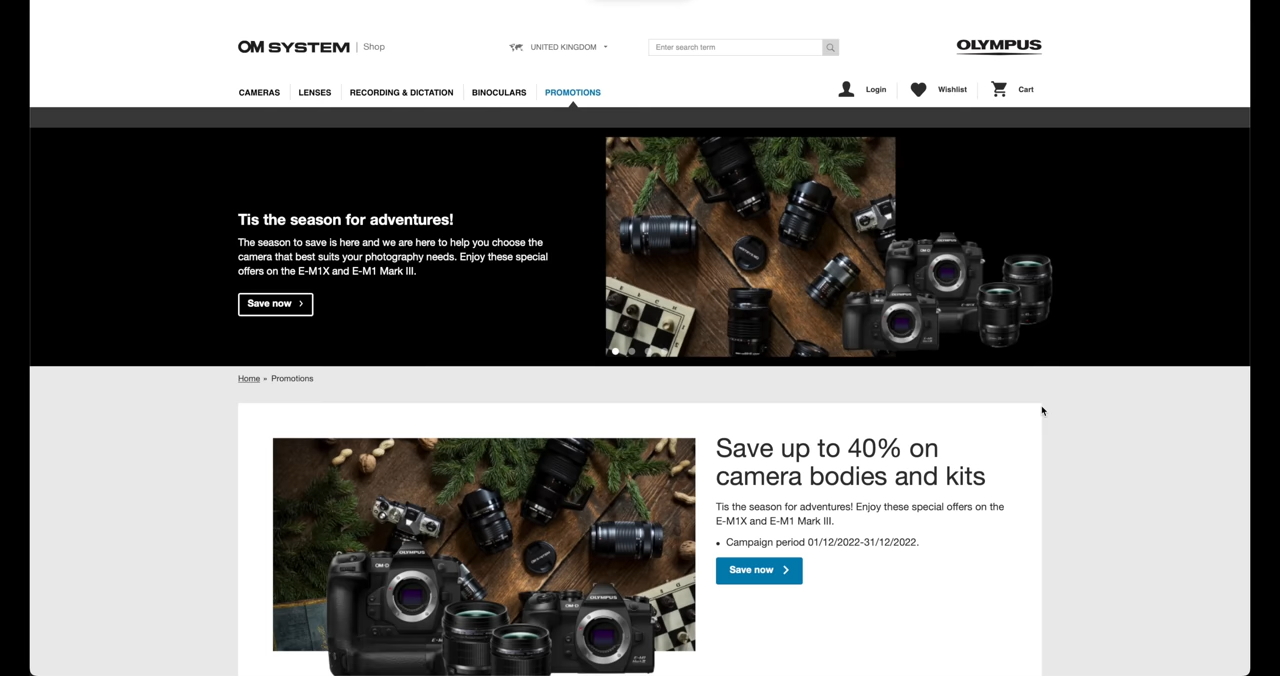 OM SYSTEM | Shop
UNITED KINGDOM
Enter search term
OLYMPUS
CAMERAS
LENSES
RECORDING & DICTATION
BINOCULARS
PROMOTIONS
Login
Wishlist
Cart
Tis the season for adventures!
The season to save is here and we are here to help you choose the
camera that best suits your photography needs. Enjoy these special
offers on the E-M1X and E-M1 Mark III.
Save now
Home » Promotions
Save up to 40% on
camera bodies and kits
Tis the season for adventures! Enjoy these special offers on the
E-M1X and E-M1 Mark III.
• Campaign period 01/12/2022-31/12/2022.
Save now
OLYMPUS
OM-D
OLYMPUS
OM-D